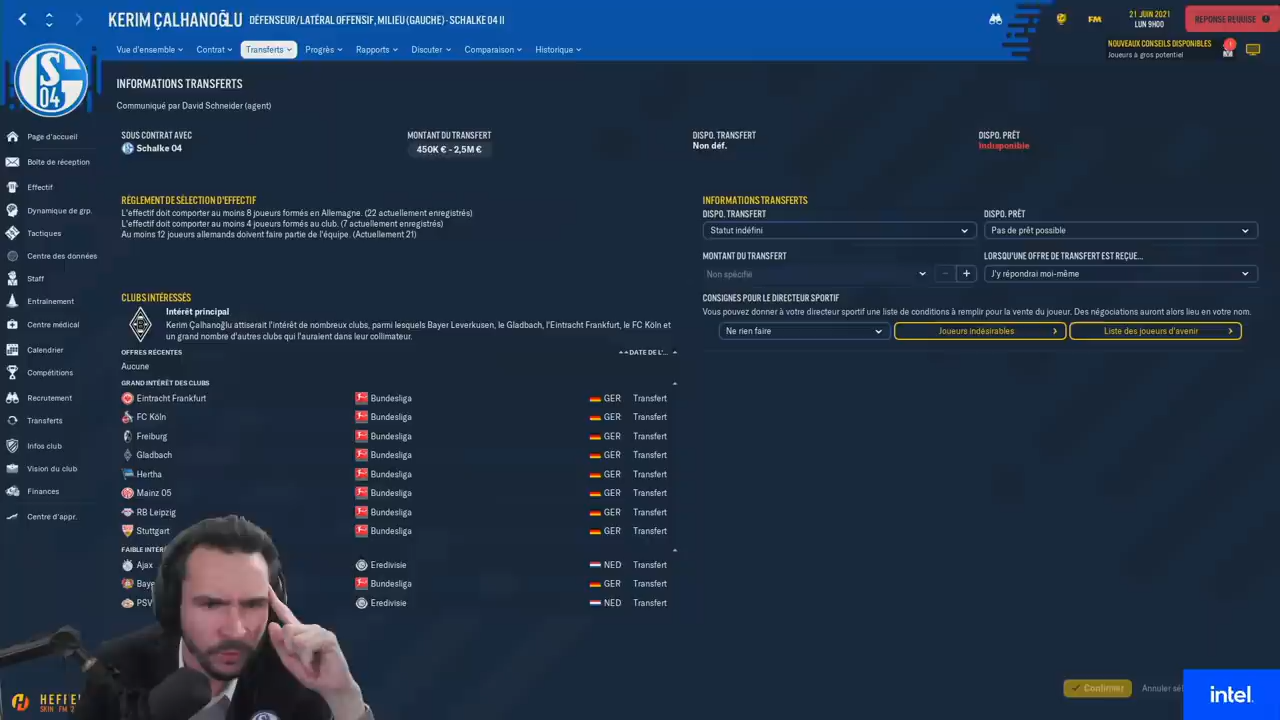 KERIM ÇALHANOĞLU DÉFENSEUR/LATÉRAL OFFENSIF, MILIEU (GAUCHE) - SCHALKE 04 II
FM
21 JUIN 2021
LUN 9H00
RÉPONSE REQUISE
Vue d'ensemble Contrat Transferts Progrès Rapports Discuter Comparaison Historique
NOUVEAUX CONSEILS DISPONIBLES
Joueurs à gros potentiel
S
04
INFORMATIONS TRANSFERTS
Communiqué par David Schneider (agent)
SOUS CONTRAT AVEC
Schalke 04
MONTANT DU TRANSFERT
450K € - 2,5M €
DISPO. TRANSFERT
Non déf.
DISPO. PRÊT
Indisponible
Page d'accueil
Boîte de réception
Effectif
Dynamique de grp.
Tactiques
Centre des données
Staff
Entraînement
Centre médical
Calendrier
Compétitions
Recrutement
Transferts
Infos club
Vision du club
Finances
Centre d'appr.
RÈGLEMENT DE SÉLECTION D'EFFECTIF
L'effectif doit comporter au moins 8 joueurs formés en Allemagne. (22 actuellement enregistrés)
L'effectif doit comporter au moins 4 joueurs formés au club. (7 actuellement enregistrés)
Au moins 12 joueurs allemands doivent faire partie de l'équipe. (Actuellement 21)
CLUBS INTÉRESSÉS
Intérêt principal
Kerim Çalhanoğlu attiserait l'intérêt de nombreux clubs, parmi lesquels Bayer Leverkusen, le Gladbach, l'Eintracht Frankfurt, le FC Köln et
un grand nombre d'autres clubs qui l'auraient dans leur collimateur.
OFFRES RÉCENTES DATE DE L'...
Aucune
GRAND INTÉRÊT DES CLUBS
Eintracht Frankfurt Bundesliga GER Transfert
FC Köln Bundesliga GER Transfert
Freiburg Bundesliga GER Transfert
Gladbach Bundesliga GER Transfert
Hertha Bundesliga GER Transfert
Mainz 05 Bundesliga GER Transfert
RB Leipzig Bundesliga GER Transfert
Stuttgart Bundesliga GER Transfert
FAIBLE INTÉR
Ajax Eredivisie NED Transfert
Baye Bundesliga GER Transfert
PSV Eredivisie NED Transfert
INFORMATIONS TRANSFERTS
DISPO. TRANSFERT DISPO. PRÊT
Statut indéfini Pas de prêt possible
MONTANT DU TRANSFERT LORSQU'UNE OFFRE DE TRANSFERT EST REÇUE...
Non spécifié J'y répondrai moi-même
CONSIGNES POUR LE DIRECTEUR SPORTIF
Vous pouvez donner à votre directeur sportif une liste de conditions à remplir pour la vente du joueur. Des négociations auront alors lieu en votre nom.
Ne rien faire Joueurs indésirables Liste des joueurs d'avenir
Confirmer Annuler sél
intel.